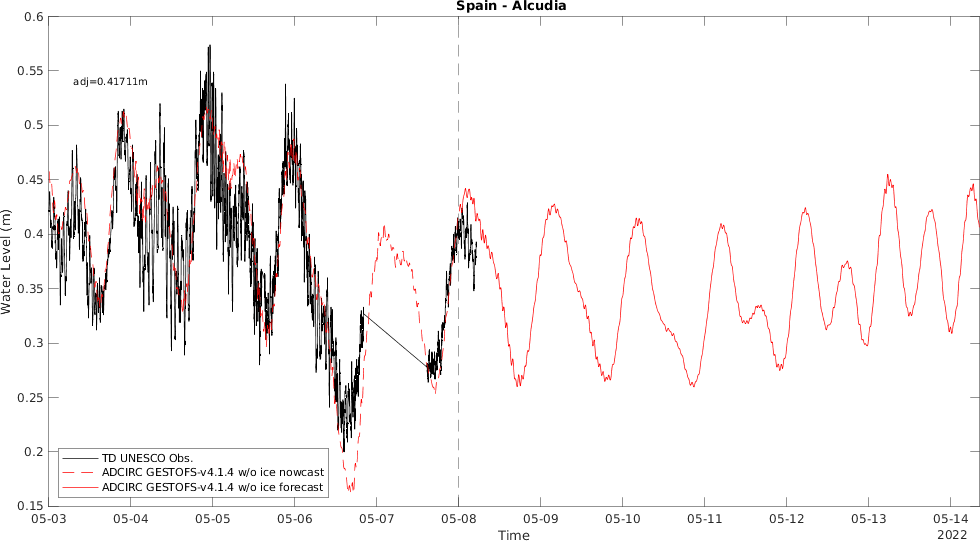 Spain - Alcudia
adj=0.41711m
0.6
0.55
0.5
0.45
0.4
0.35
0.3
0.25
0.2
0.15
Water Level (m)
TD UNESCO Obs.
ADCIRC GESTOFS-v4.1.4 w/o ice nowcast
ADCIRC GESTOFS-v4.1.4 w/o ice forecast
05-03 05-04 05-05 05-06 05-07 05-08 05-09 05-10 05-11 05-12 05-13 05-14
Time
2022